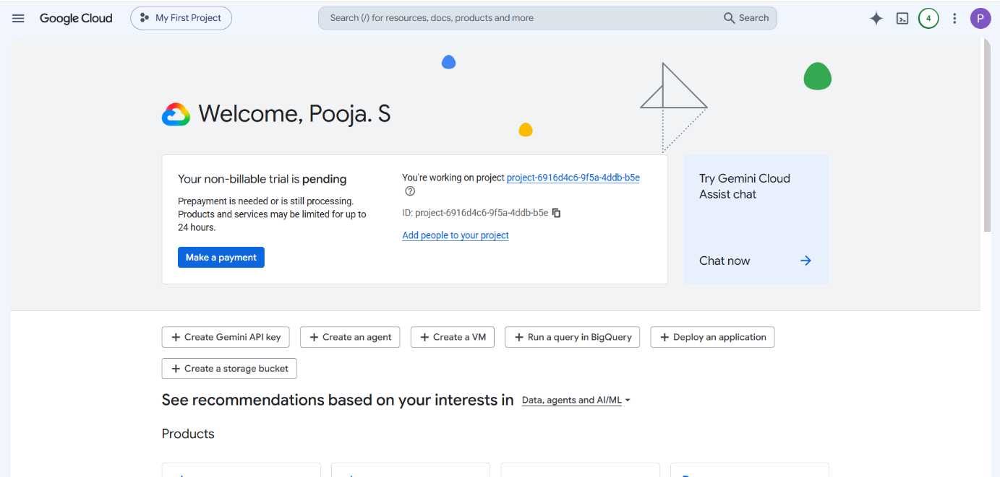 Google Cloud
My First Project
Search (/) for resources, docs, products and more
Search
4
P
Welcome, Pooja. S
Your non-billable trial is pending
Prepayment is needed or is still processing.
Products and services may be limited for up to
24 hours.
Make a payment
You're working on project project-6916d4c6-9f5a-4ddb-b5e
ID: project-6916d4c6-9f5a-4ddb-b5e
Add people to your project
Try Gemini Cloud
Assist chat
Chat now
Create Gemini API key
Create an agent
Create a VM
Run a query in BigQuery
Deploy an application
Create a storage bucket
See recommendations based on your interests in Data, agents and AI/ML
Products